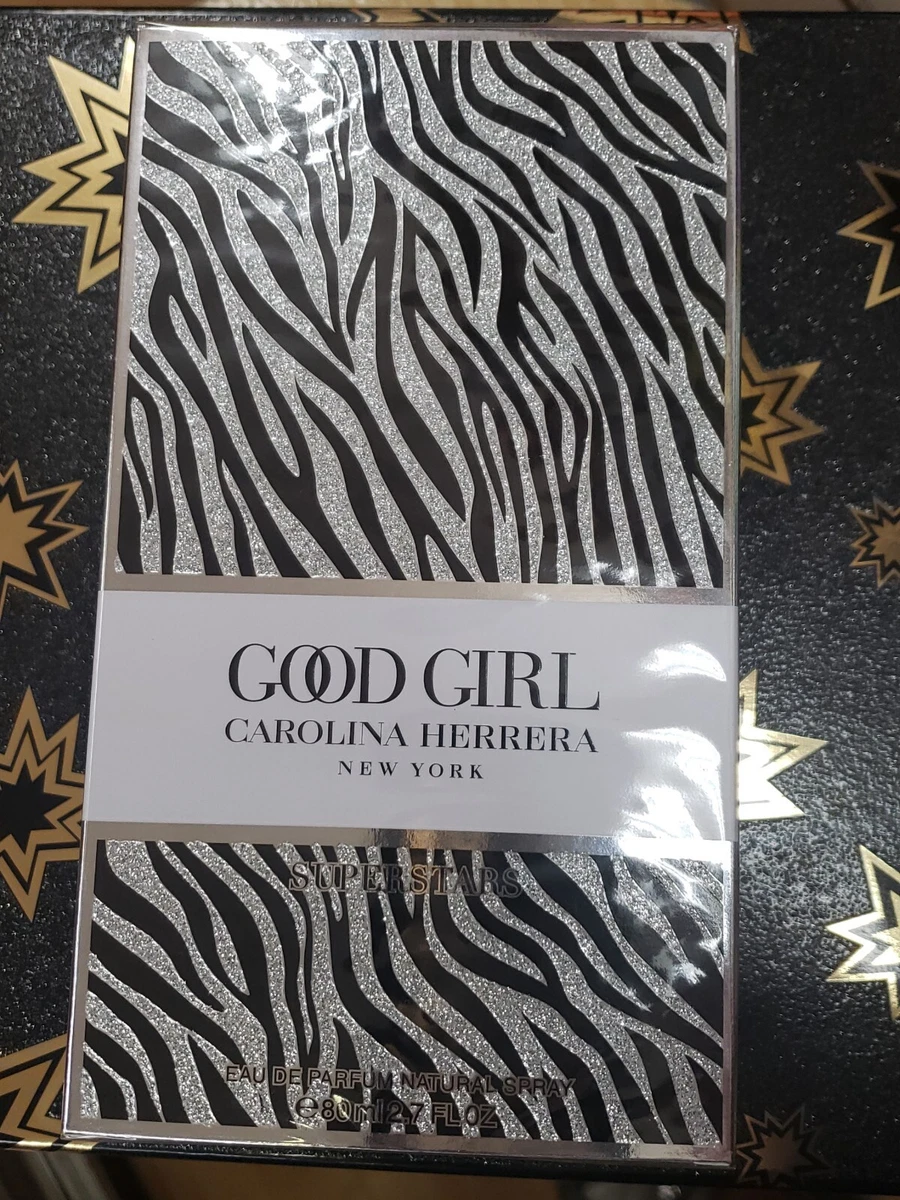 GOOD GIRL
CAROLINA HERRERA
NEW YORK
SUPERSTARS
EAU DE PARFUM NATURAL SPRAY
℮80ml 2.7 FL.OZ